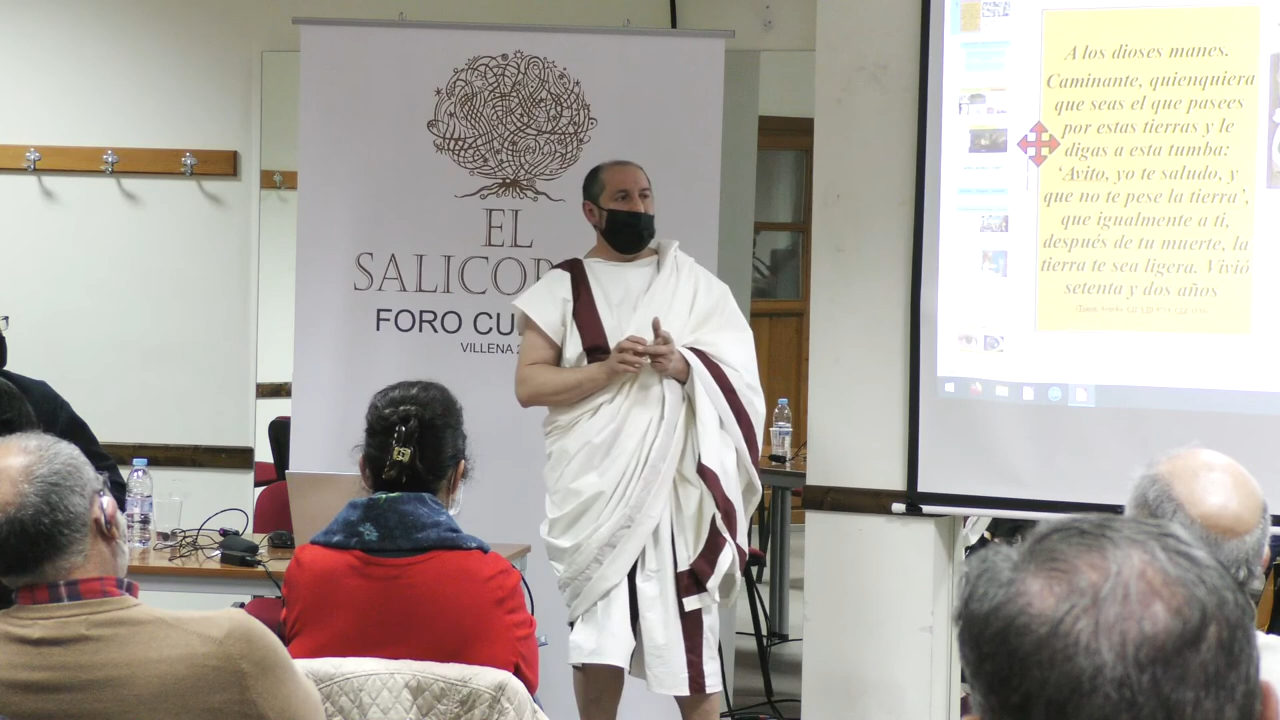 EL
SALICOR
FORO CU
VILLENA 2
A los dioses manes.
Caminante, quienquiera
que seas el que pasees
por estas tierras y le
digas a esta tumba:
‘Avito, yo te saludo, y
que no te pese la tierra’,
que igualmente a ti,
después de tu muerte, la
tierra te sea ligera. Vivió
setenta y dos años